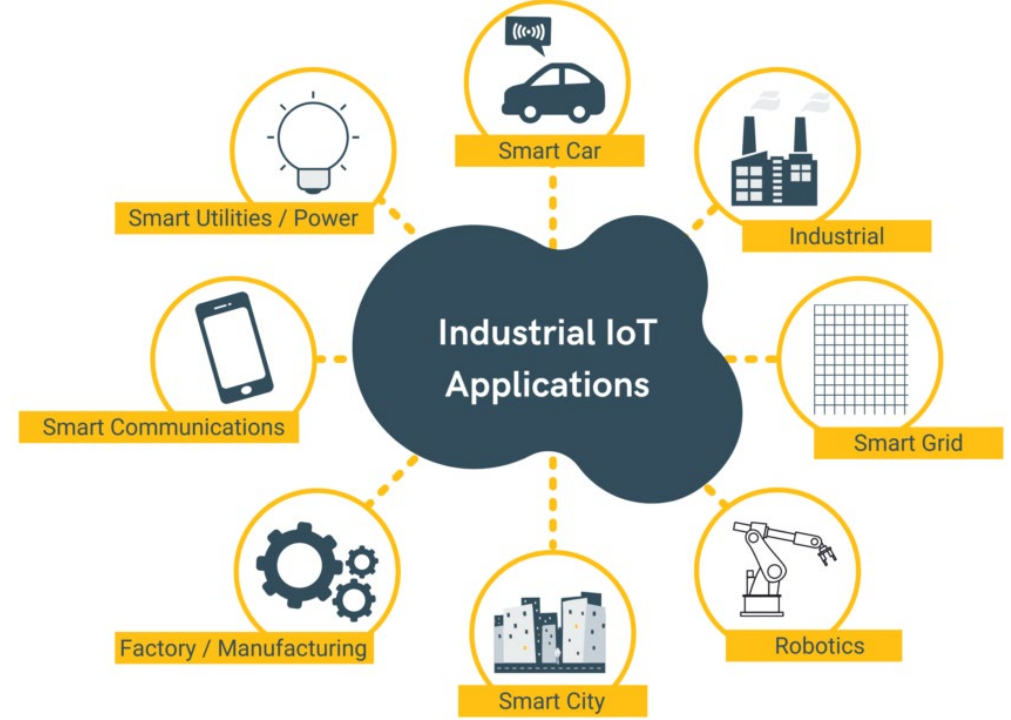 Smart Car
Smart Utilities / Power
Industrial
Industrial IoT
Applications
Smart Communications
Smart Grid
Factory / Manufacturing
Robotics
Smart City